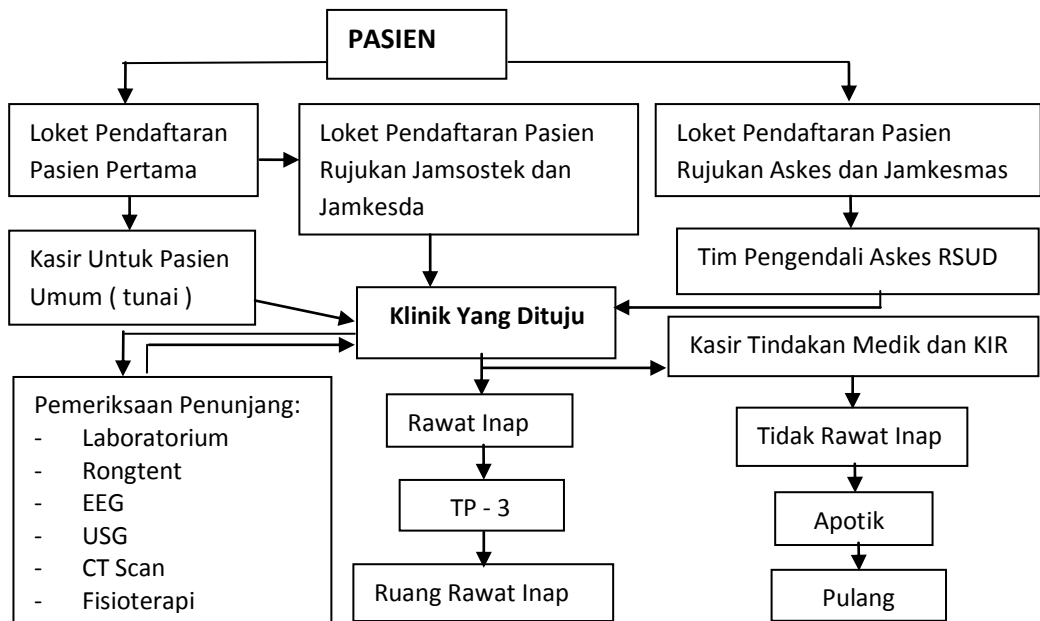 PASIEN
Loket Pendaftaran
Pasien Pertama
Loket Pendaftaran Pasien
Rujukan Jamsostek dan
Jamkesda
Loket Pendaftaran Pasien
Rujukan Askes dan Jamkesmas
Kasir Untuk Pasien
Umum ( tunai )
Tim Pengendali Askes RSUD
Klinik Yang Dituju
Kasir Tindakan Medik dan KIR
Pemeriksaan Penunjang:
- Laboratorium
- Rongtent
- EEG
- USG
- CT Scan
- Fisioterapi
Rawat Inap
TP - 3
Ruang Rawat Inap
Tidak Rawat Inap
Apotik
Pulang